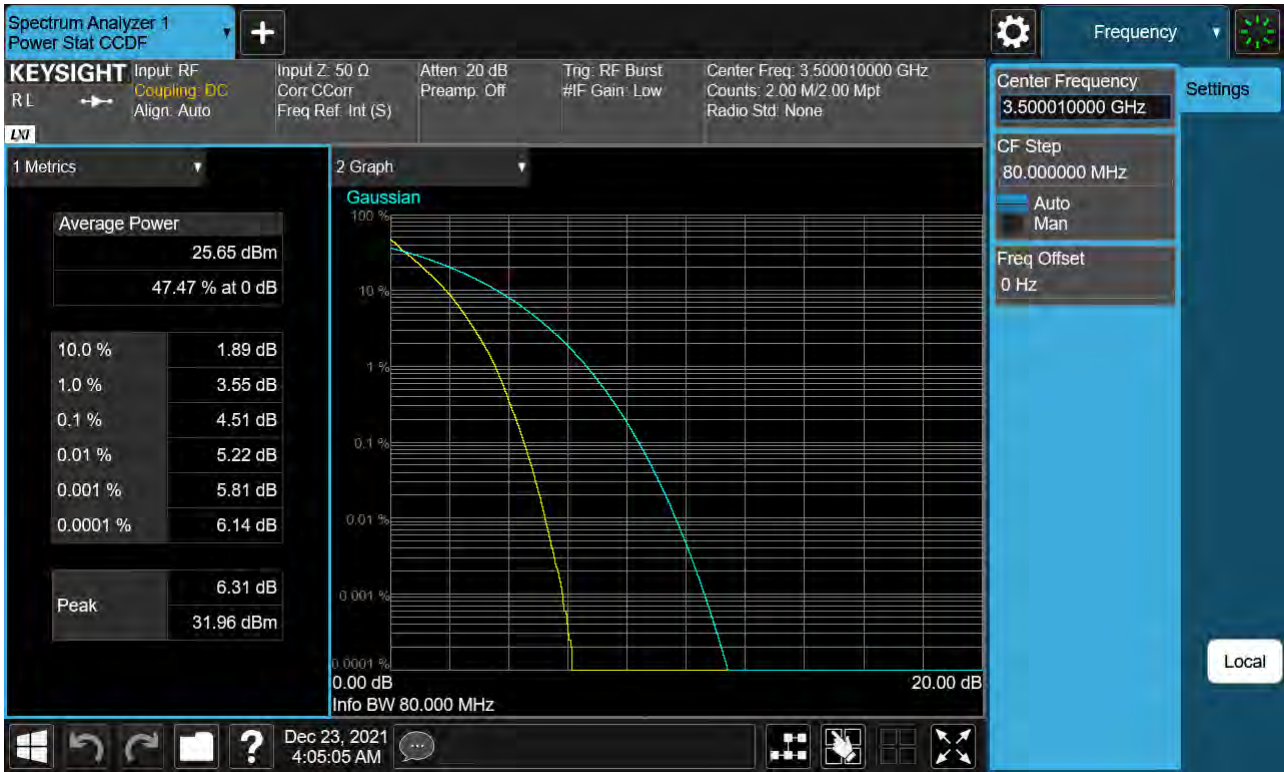 Spectrum Analyzer 1
Power Stat CCDF
+
Frequency
KEYSIGHT
R L
LXI
Input: RF
Coupling: DC
Align: Auto
Input Z: 50 Ω
Corr CCorr
Freq Ref: Int (S)
Atten: 20 dB
Preamp: Off
Trig: RF Burst
#IF Gain: Low
Center Freq: 3.500010000 GHz
Counts: 2.00 M/2.00 Mpt
Radio Std: None
1 Metrics
Average Power
25.65 dBm
47.47 % at 0 dB
10.0 % 1.89 dB
1.0 % 3.55 dB
0.1 % 4.51 dB
0.01 % 5.22 dB
0.001 % 5.81 dB
0.0001 % 6.14 dB
Peak
6.31 dB
31.96 dBm
2 Graph
Gaussian
100 %
10 %
1 %
0.1 %
0.01 %
0.001 %
0.0001 %
0.00 dB 20.00 dB
Info BW 80.000 MHz
Center Frequency
3.500010000 GHz
CF Step
80.000000 MHz
Auto
Man
Freq Offset
0 Hz
Settings
Local
?
Dec 23, 2021
4:05:05 AM